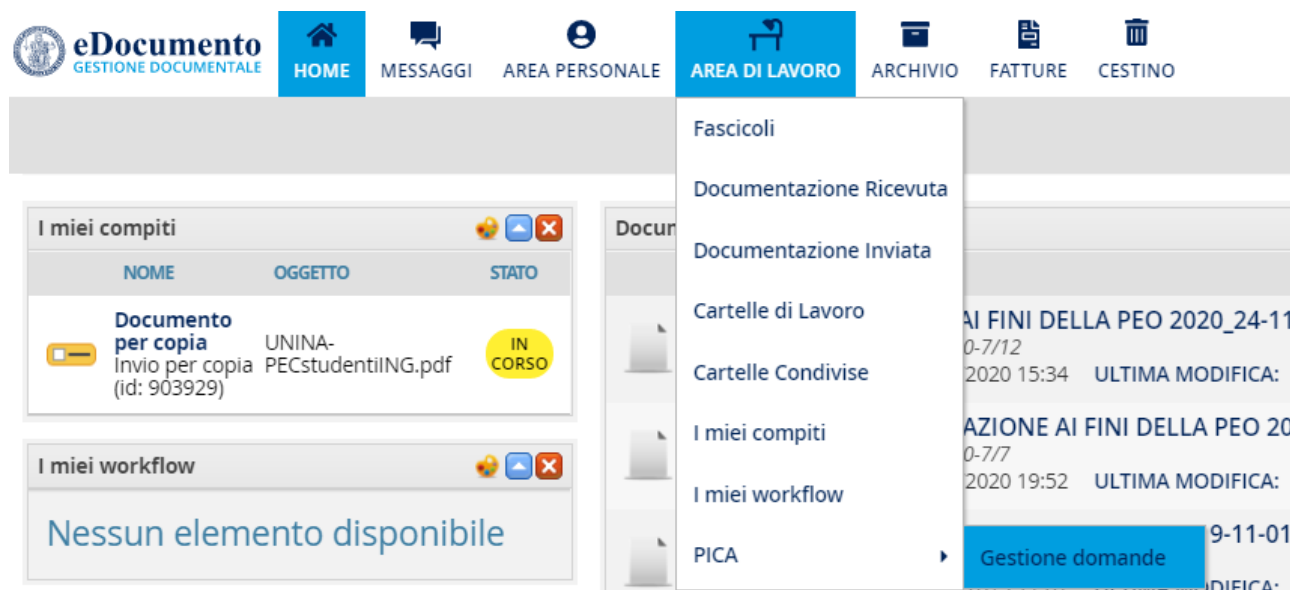 eDocumento
GESTIONE DOCUMENTALE
HOME
MESSAGGI
AREA PERSONALE
AREA DI LAVORO
ARCHIVIO
FATTURE
CESTINO
Fascicoli
Documentazione Ricevuta
Documentazione Inviata
Cartelle di Lavoro
Cartelle Condivise
I miei compiti
I miei workflow
PICA
Gestione domande
I miei compiti
NOME OGGETTO STATO
Documento
per copia
Invio per copia
(id: 903929)
UNINA-
PECstudentiING.pdf
IN
CORSO
I miei workflow
Nessun elemento disponibile
Docum
AI FINI DELLA PEO 2020_24-11
0-7/12
2020 15:34 ULTIMA MODIFICA:
AZIONE AI FINI DELLA PEO 20
0-7/7
2020 19:52 ULTIMA MODIFICA:
9-11-01